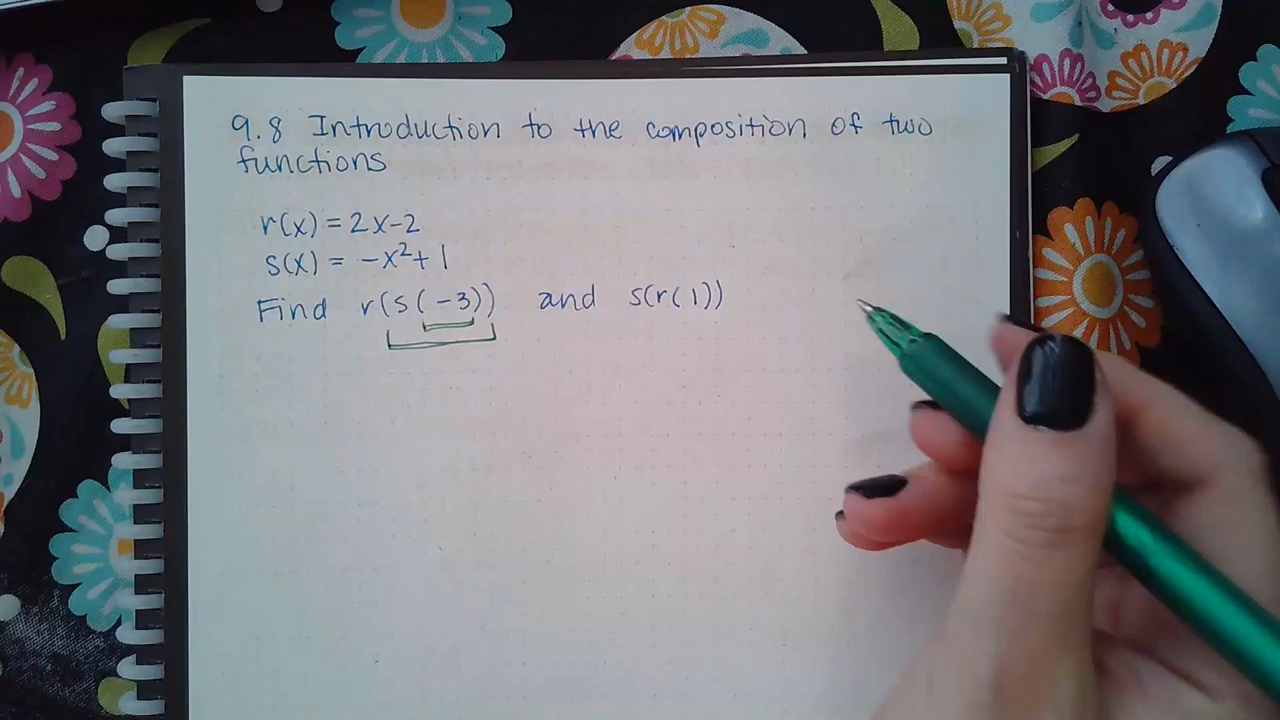 9.8 Introduction to the composition of two
functions
r(x) = 2x-2
s(x) = -x²+1
Find r(s(-3)) and s(r(1))